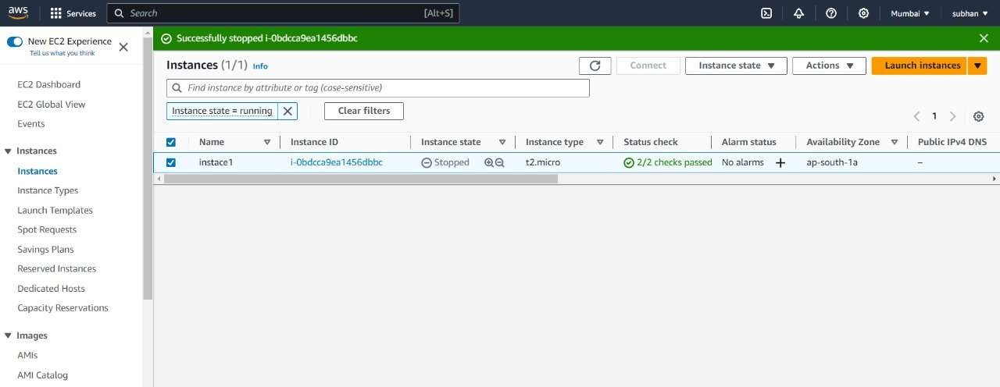 aws Services Search [Alt+S] Mumbai subhan
New EC2 Experience
Tell us what you think
EC2 Dashboard
EC2 Global View
Events
Instances
Instances
Instance Types
Launch Templates
Spot Requests
Savings Plans
Reserved Instances
Dedicated Hosts
Capacity Reservations
Images
AMIs
AMI Catalog
Successfully stopped i-0bdcca9ea1456dbbc
Instances (1/1) Info Connect Instance state Actions Launch instances
Find instance by attribute or tag (case-sensitive)
Instance state = running Clear filters
1
Name Instance ID Instance state Instance type Status check Alarm status Availability Zone Public IPv4 DNS
instace1 i-0bdcca9ea1456dbbc Stopped t2.micro 2/2 checks passed No alarms + ap-south-1a –